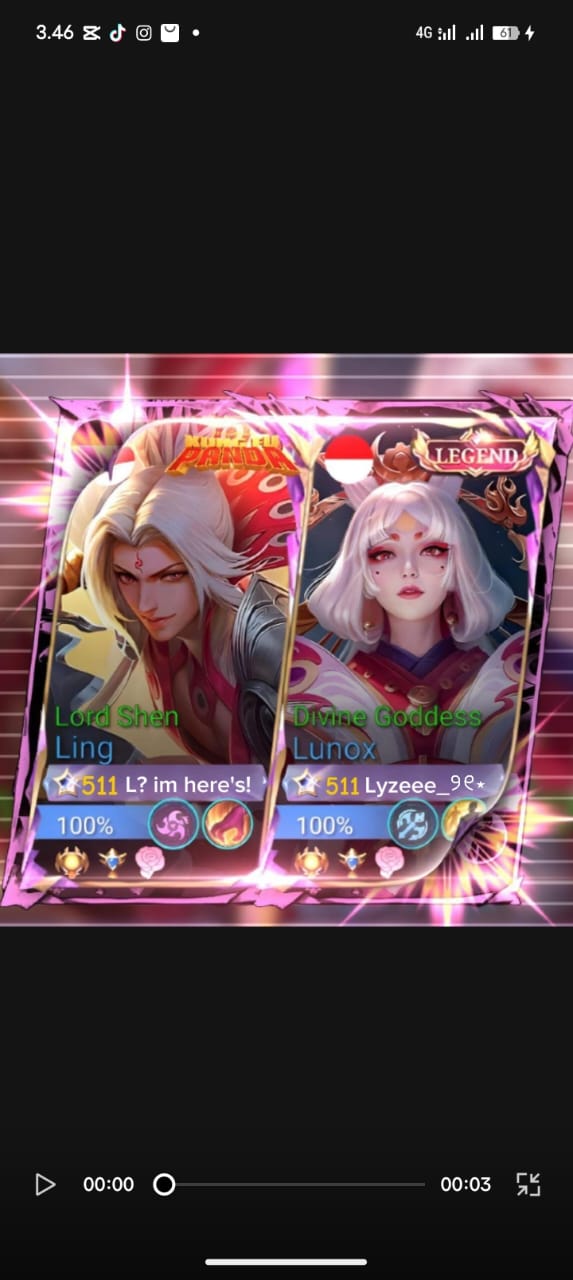 3.46
4G
61
KUNG FU
PANDA
LEGEND
Lord Shen
Ling
511 L? im here's!
100%
Divine Goddess
Lunox
511 Lyzeee_୨୧⋆
100%
00:00
00:03